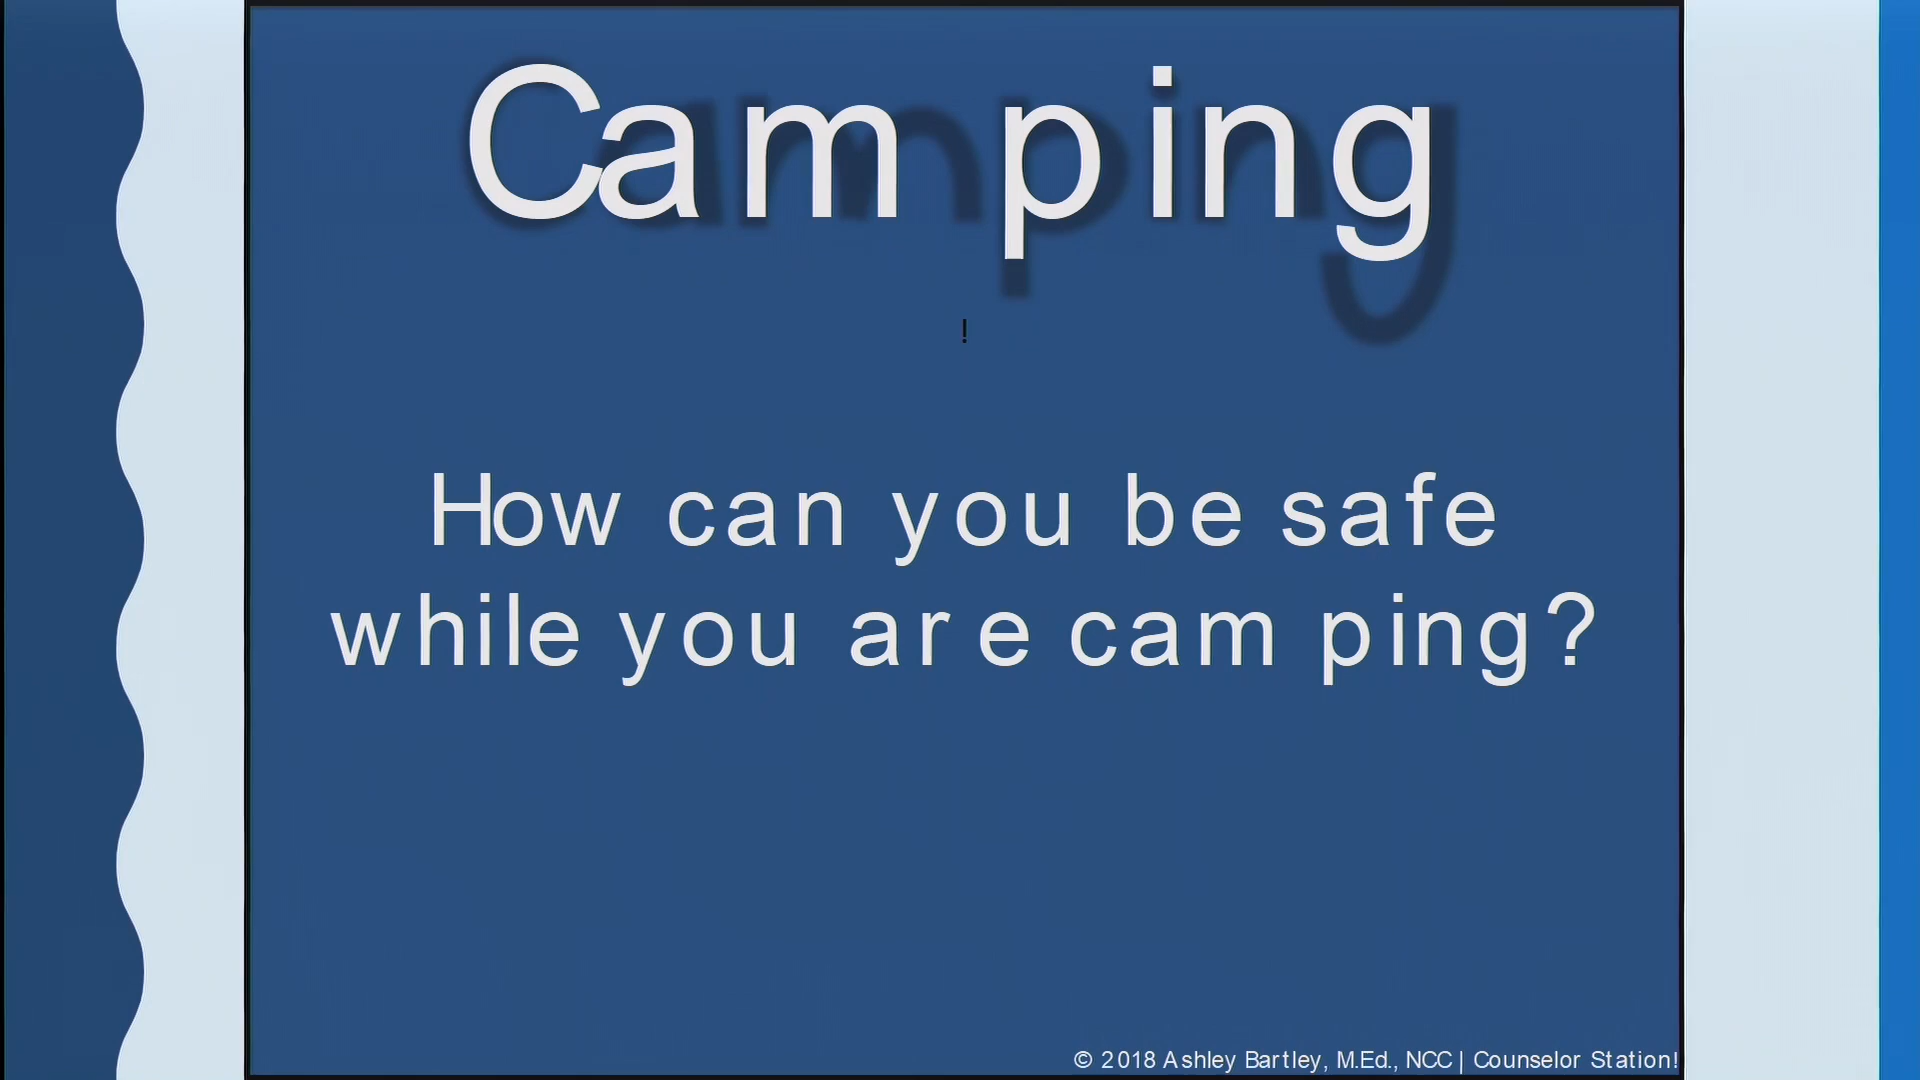 Camping
!
How can you be safe
while you are camping?
© 2018 Ashley Bartley, M.Ed., NCC | Counselor Station!